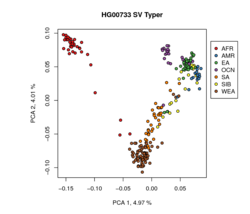 HG00733 SV Typer
PCA 2, 4.01 %
0.10
0.05
0.00
−0.05
−0.10
−0.15
−0.10
−0.05
0.00
0.05
PCA 1, 4.97 %
AFR
AMR
EA
OCN
SA
SIB
WEA